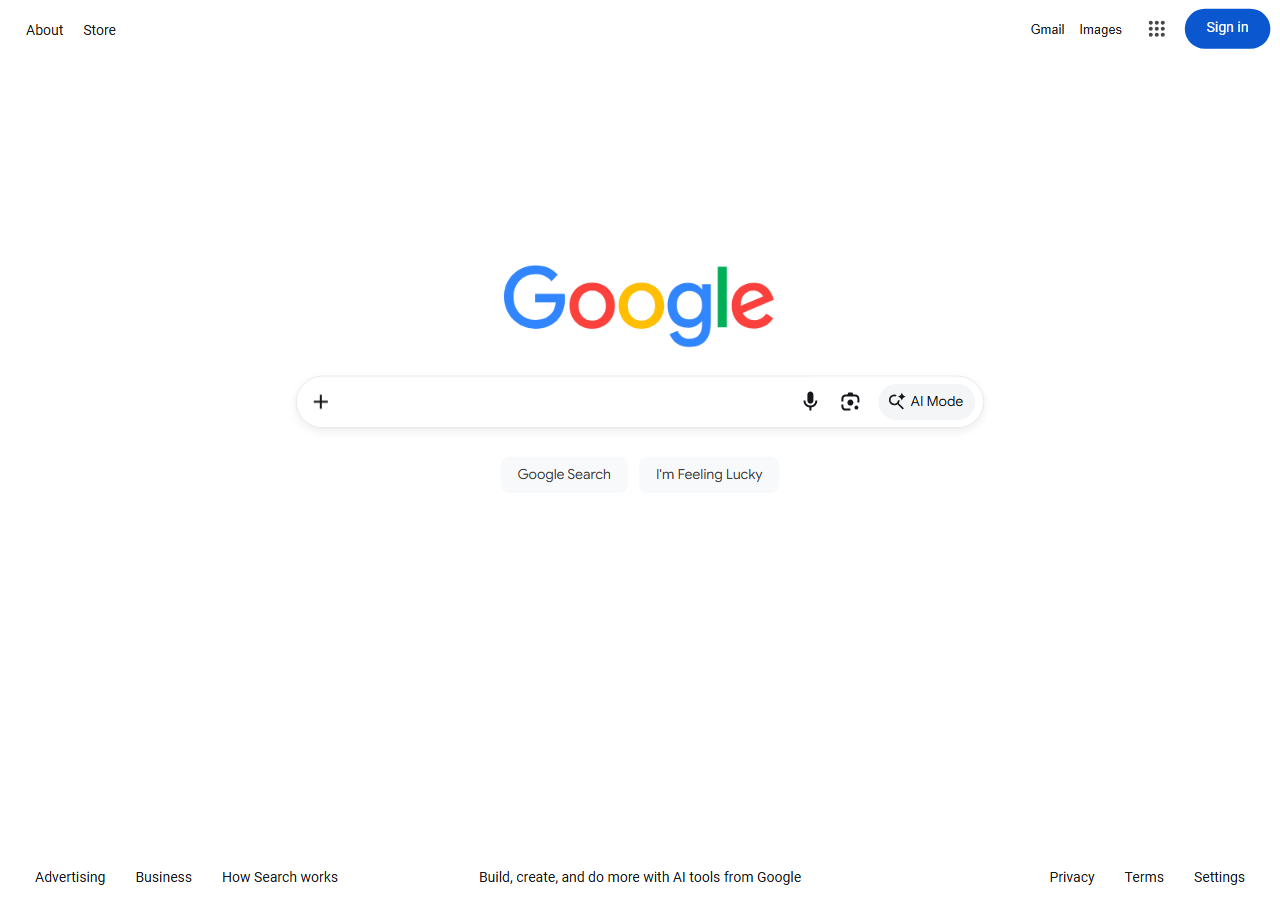 About Store Gmail Images Sign in
Google
AI Mode
Google Search I'm Feeling Lucky
Advertising Business How Search works Build, create, and do more with AI tools from Google Privacy Terms Settings